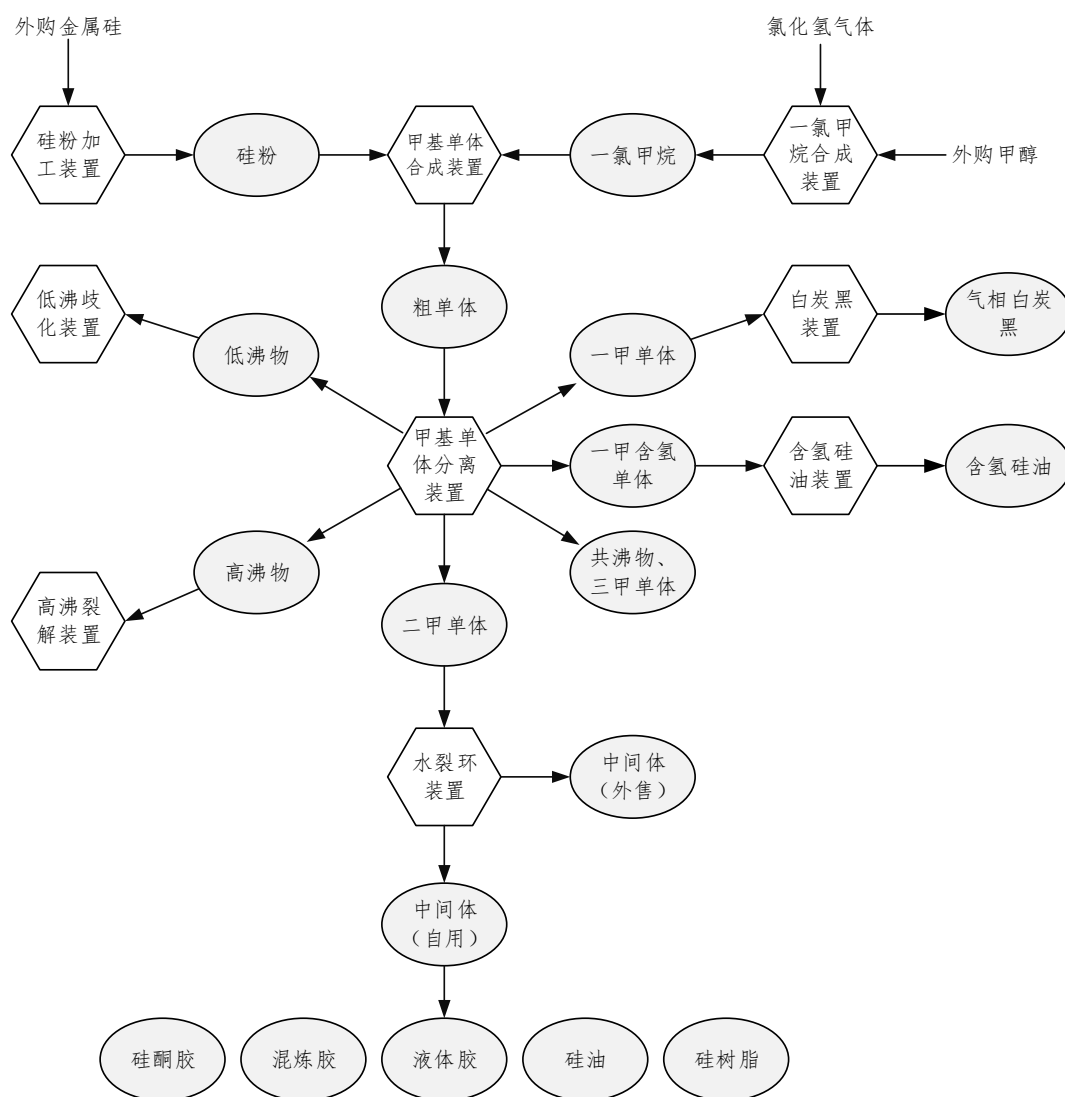 外购金属硅
氯化氢气体
硅粉加
工装置
硅粉
甲基单体
合成装置
一氯甲烷
一氯甲
烷合成
装置
外购甲醇
低沸歧
化装置
低沸物
粗单体
一甲单体
白炭黑
装置
气相白炭
黑
甲基单
体分离
装置
一甲含氢
单体
含氢硅
油装置
含氢硅油
高沸物
共沸物、
三甲单体
高沸裂
解装置
二甲单体
水裂环
装置
中间体
（外售）
中间体
（自用）
硅酮胶
混炼胶
液体胶
硅油
硅树脂